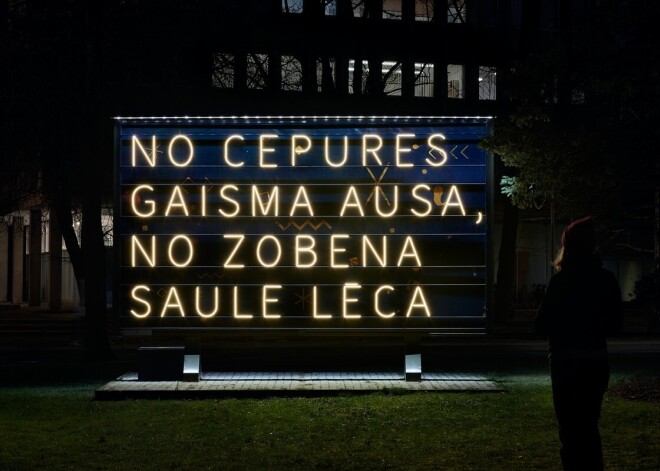 NO CEPURES
GAISMA AUSA,
NO ZOBENA
SAULE LĒCA